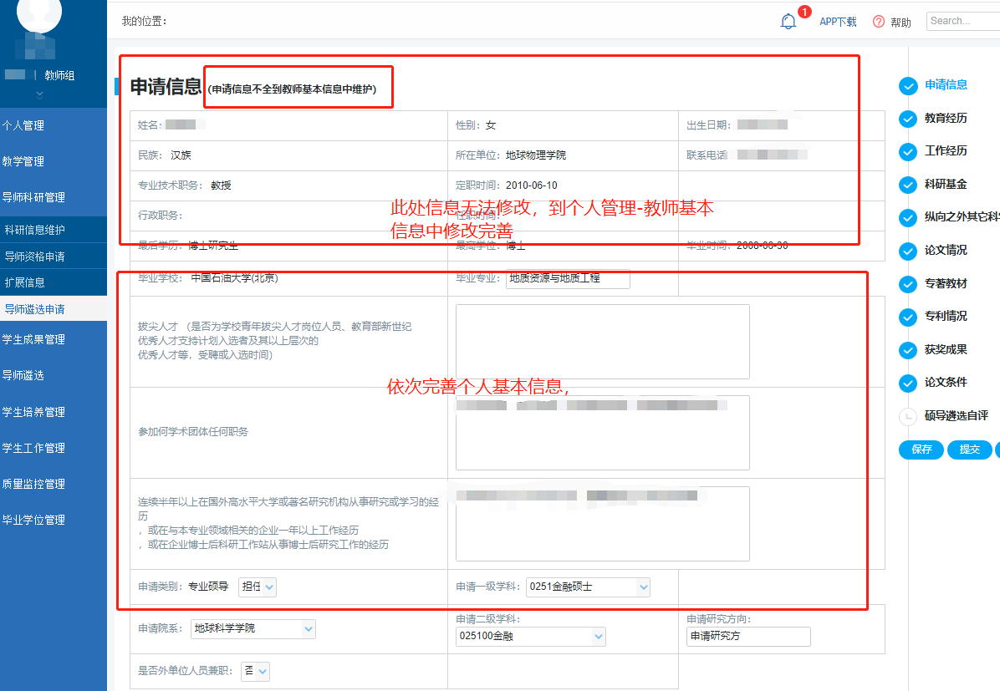 我的位置：
1
APP下载
帮助
Search...
教师组
个人管理
教学管理
导师科研管理
科研信息维护
导师资格申请
扩展信息
导师遴选申请
学生成果管理
导师遴选
学生培养管理
学生工作管理
质量监控管理
毕业学位管理
申请信息 (申请信息不全到教师基本信息中维护)
姓名： 性别： 女 出生日期：
民族： 汉族 所在单位： 地球物理学院 联系电话
专业技术职务： 教授 定职时间： 2010-06-10
行政职务： 任职时间：
此处信息无法修改，到个人管理-教师基本
信息中修改完善
最后学历： 博士研究生 最高学位： 博士 毕业时间： 2008-06-30
毕业学校： 中国石油大学(北京) 毕业专业： 地质资源与地质工程
拔尖人才 （是否为学校青年拔尖人才岗位人员、教育部新世纪
优秀人才支持计划入选者及其以上层次的
优秀人才等，受聘或入选时间）
依次完善个人基本信息，
参加何学术团体任何职务
连续半年以上在国外高水平大学或著名研究机构从事研究或学习的经
历
，或在与本专业领域相关的企业一年以上工作经历
，或在企业博士后科研工作站从事博士后研究工作的经历
申请类别： 专业硕导 担任 申请一级学科： 0251金融硕士
申请院系： 地球科学学院 申请二级学科： 025100金融 申请研究方向： 申请研究方
是否外单位人员兼职： 否
申请信息
教育经历
工作经历
科研基金
纵向之外其它科
论文情况
专著教材
专利情况
获奖成果
论文条件
硕导遴选自评
保存 提交